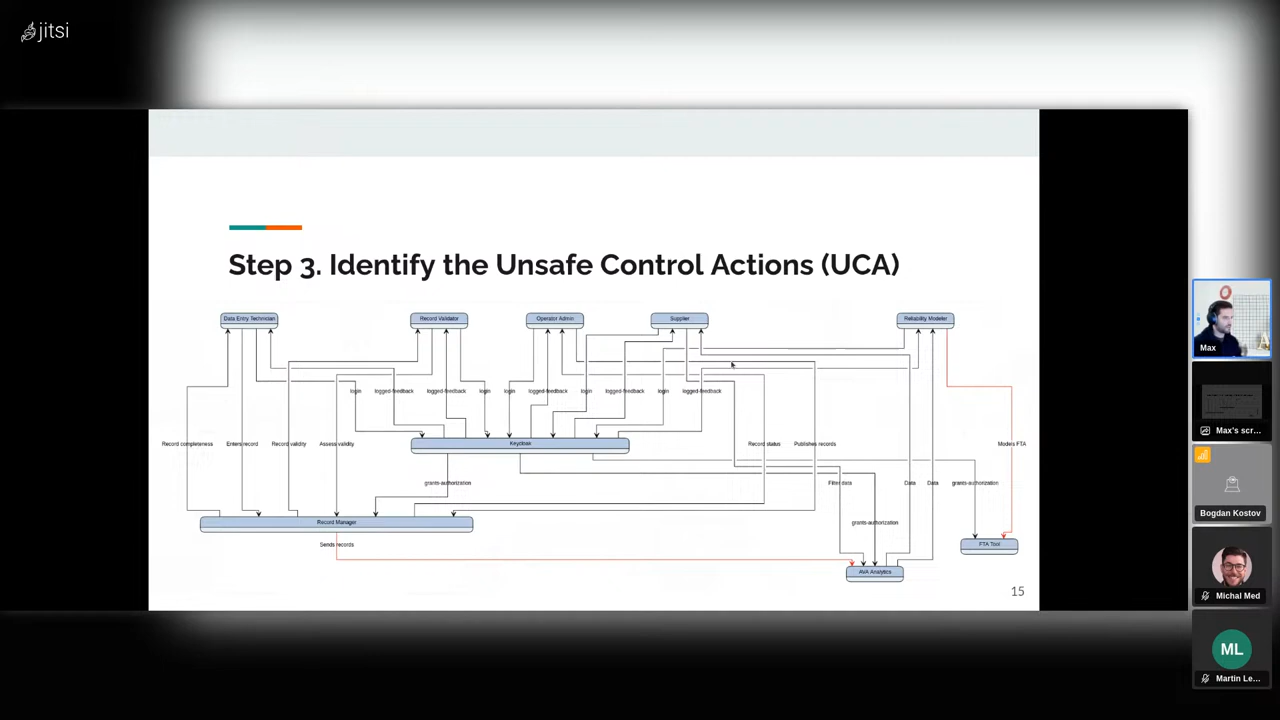 jitsi
Step 3. Identify the Unsafe Control Actions (UCA)
Data Entry Technician
Record Validator
Operator Admin
Supplier
Reliability Modeler
login
logged-feedback
logged-feedback
login
login
logged-feedback
login
logged-feedback
login
logged-feedback
Record completeness
Enters record
Record validity
Assess validity
Keycloak
Record status
Publishes records
Models FTA
grants-authorization
Filter data
Data
Data
grants-authorization
Record Manager
grants-authorization
Sends records
FTA Tool
AVA Analytics
15
Max
Max's scr...
Bogdan Kostov
Michal Med
ML
Martin Le...